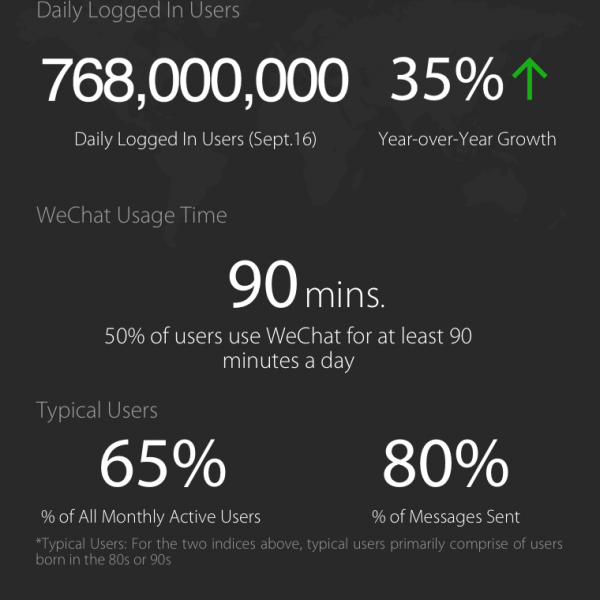 Daily Logged In Users
768,000,000 35%↑
Daily Logged In Users (Sept.16) Year-over-Year Growth
WeChat Usage Time
90 mins.
50% of users use WeChat for at least 90
minutes a day
Typical Users
65% 80%
% of All Monthly Active Users % of Messages Sent
*Typical Users: For the two indices above, typical users primarily comprise of users
born in the 80s or 90s